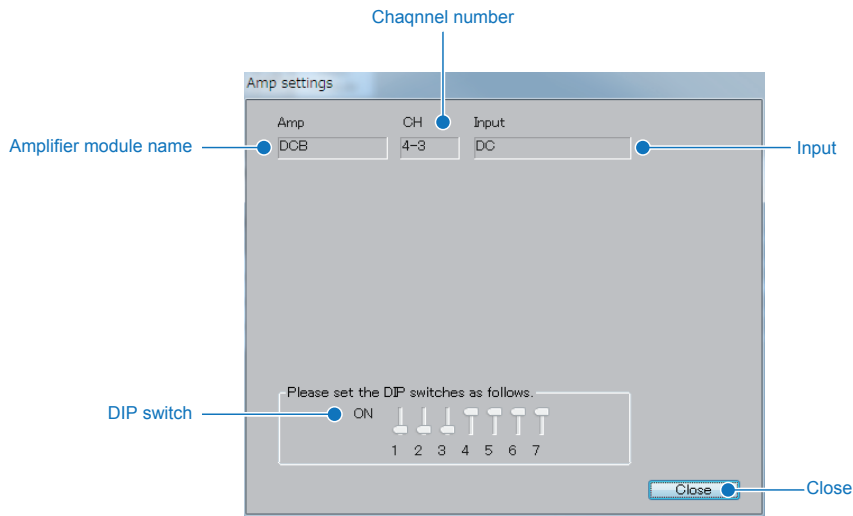 Chaqnnel number
Amp settings
Amp CH Input
Amplifier module name DCB 4-3 DC Input
Please set the DIP switches as follows.
DIP switch ON
1 2 3 4 5 6 7
Close Close